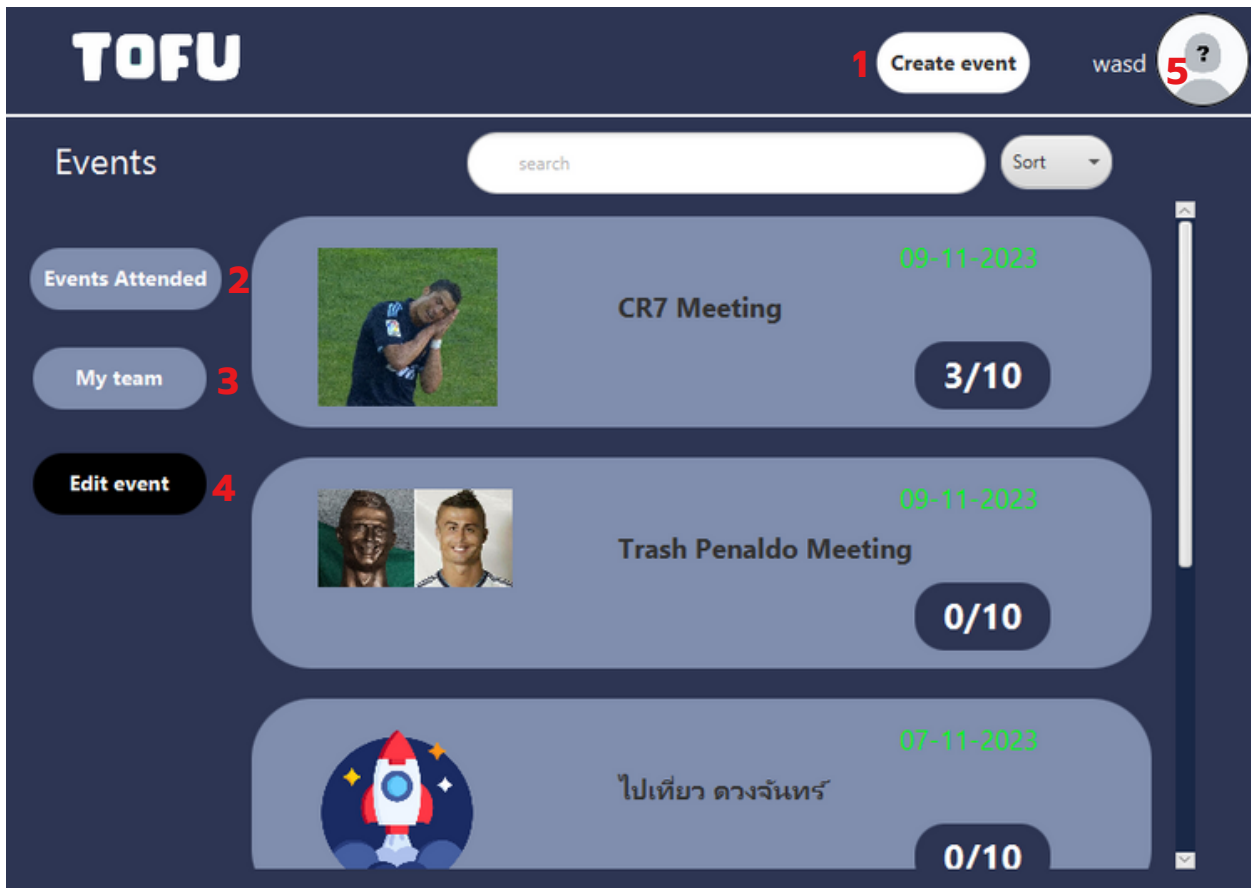 TOFU
1 Create event wasd 5 ?
Events search Sort
09-11-2023
Events Attended 2
CR7 Meeting
My team 3
3/10
Edit event 4
09-11-2023
Trash Penaldo Meeting
0/10
07-11-2023
ไปเที่ยว ดวงจันทร์
0/10